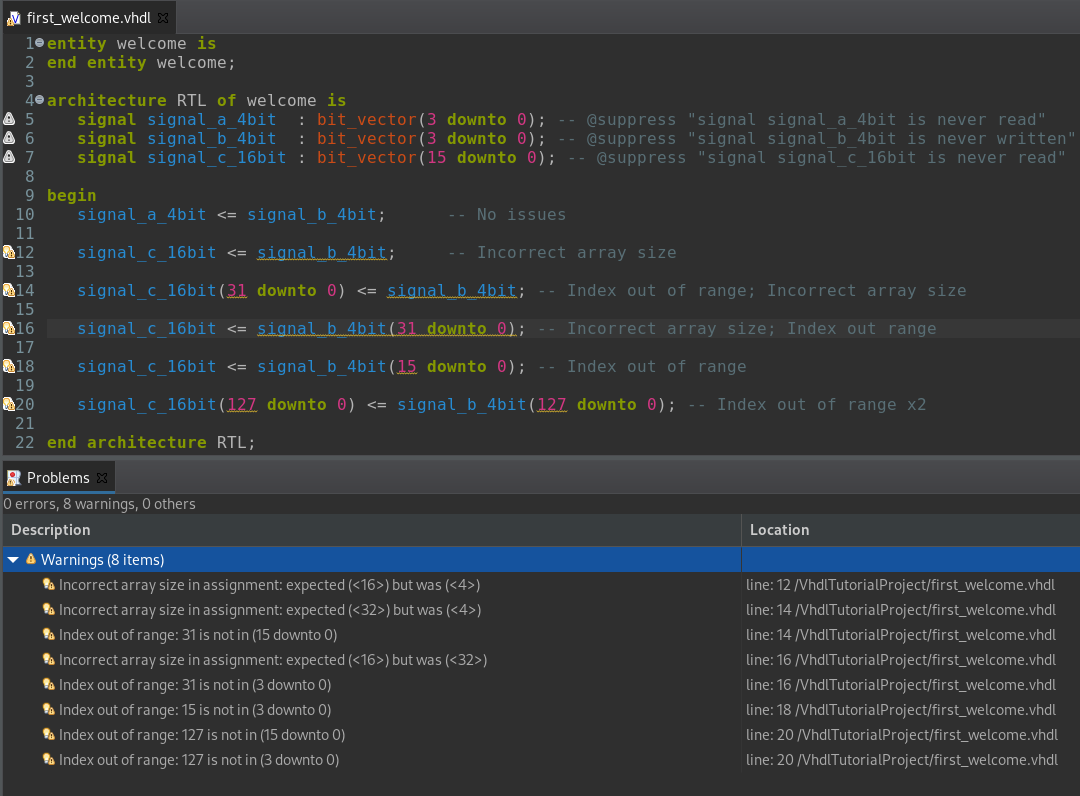 first_welcome.vhdl
1 entity welcome is
2 end entity welcome;
3
4 architecture RTL of welcome is
5 signal signal_a_4bit : bit_vector(3 downto 0); -- @suppress "signal signal_a_4bit is never read"
6 signal signal_b_4bit : bit_vector(3 downto 0); -- @suppress "signal signal_b_4bit is never written"
7 signal signal_c_16bit : bit_vector(15 downto 0); -- @suppress "signal signal_c_16bit is never read"
8
9 begin
10 signal_a_4bit <= signal_b_4bit; -- No issues
11
12 signal_c_16bit <= signal_b_4bit; -- Incorrect array size
13
14 signal_c_16bit(31 downto 0) <= signal_b_4bit; -- Index out of range; Incorrect array size
15
16 signal_c_16bit <= signal_b_4bit(31 downto 0); -- Incorrect array size; Index out range
17
18 signal_c_16bit <= signal_b_4bit(15 downto 0); -- Index out of range
19
20 signal_c_16bit(127 downto 0) <= signal_b_4bit(127 downto 0); -- Index out of range x2
21
22 end architecture RTL;
Problems
0 errors, 8 warnings, 0 others
Description Location
Warnings (8 items)
Incorrect array size in assignment: expected (<16>) but was (<4>) line: 12 /VhdlTutorialProject/first_welcome.vhdl
Incorrect array size in assignment: expected (<32>) but was (<4>) line: 14 /VhdlTutorialProject/first_welcome.vhdl
Index out of range: 31 is not in (15 downto 0) line: 14 /VhdlTutorialProject/first_welcome.vhdl
Incorrect array size in assignment: expected (<16>) but was (<32>) line: 16 /VhdlTutorialProject/first_welcome.vhdl
Index out of range: 31 is not in (3 downto 0) line: 16 /VhdlTutorialProject/first_welcome.vhdl
Index out of range: 15 is not in (3 downto 0) line: 18 /VhdlTutorialProject/first_welcome.vhdl
Index out of range: 127 is not in (15 downto 0) line: 20 /VhdlTutorialProject/first_welcome.vhdl
Index out of range: 127 is not in (3 downto 0) line: 20 /VhdlTutorialProject/first_welcome.vhdl